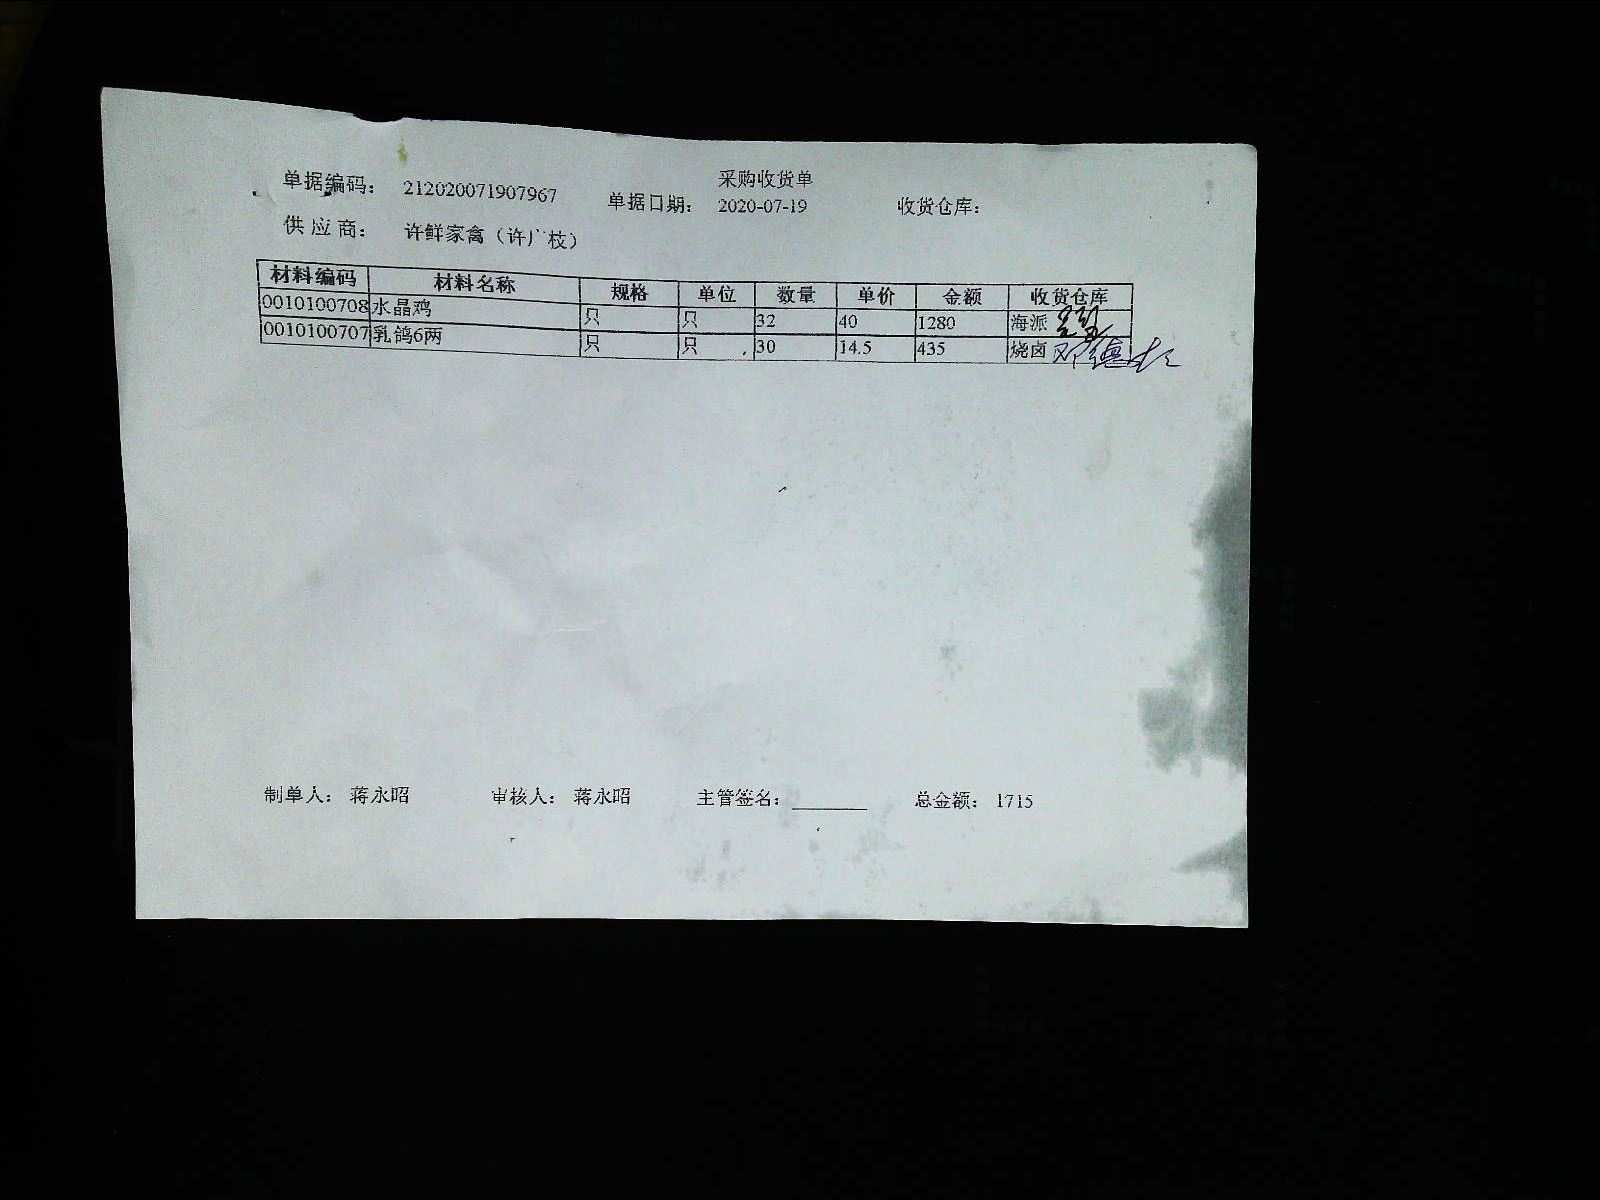 采购收货单
单据编码: 212020071907967 单据日期: 2020-07-19 收货仓库:
供应商: 许鲜家禽（许广枝）
材料编码 材料名称 规格 单位 数量 单价 金额 收货仓库
0010100708 水晶鸡 只 只 32 40 1280 海派
0010100707 乳鸽6两 只 只 30 14.5 435 烧卤
制单人: 蒋永昭 审核人: 蒋永昭 主管签名: 总金额: 1715